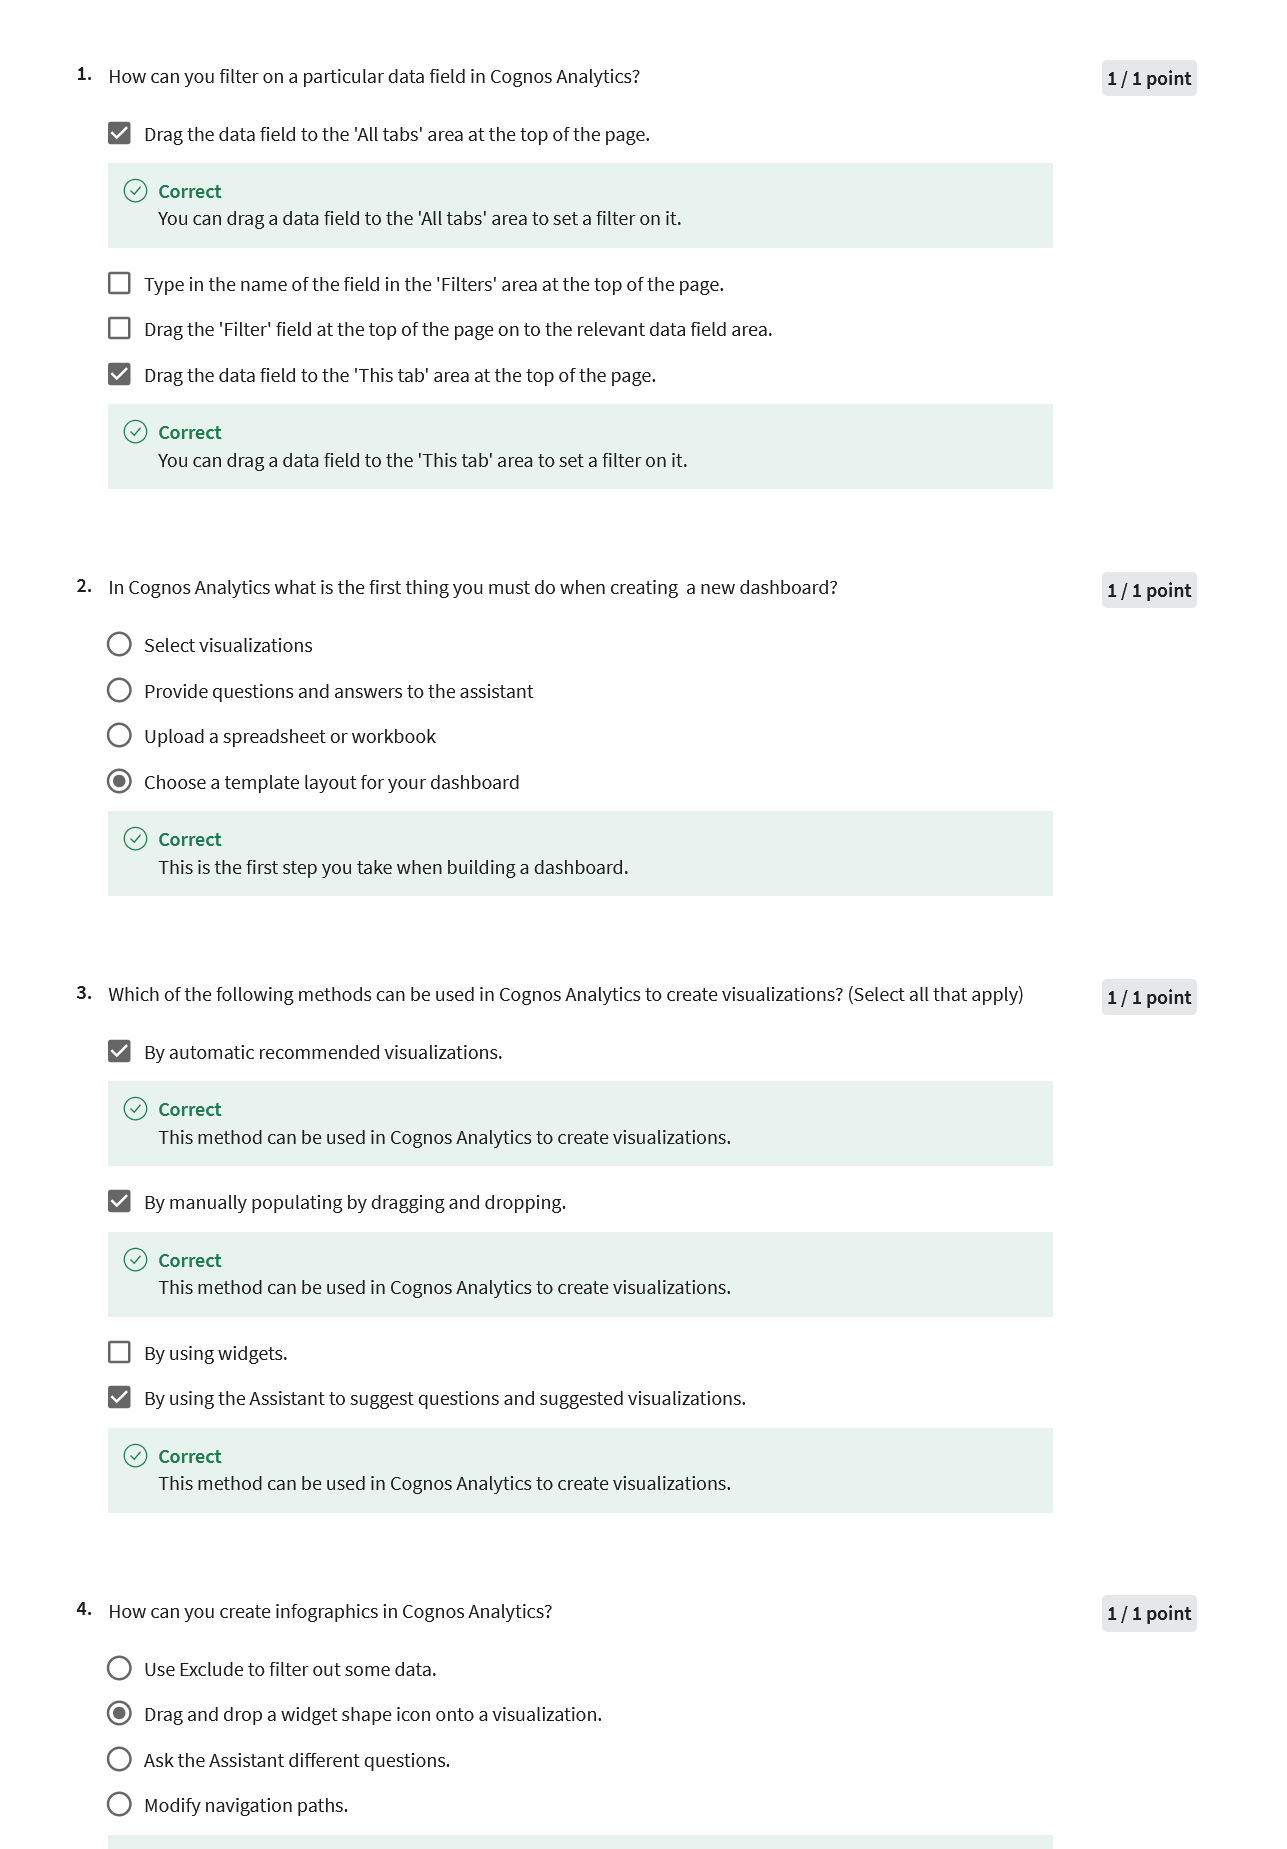 1. How can you filter on a particular data field in Cognos Analytics?
1 / 1 point
Drag the data field to the 'All tabs' area at the top of the page.
Correct
You can drag a data field to the 'All tabs' area to set a filter on it.
Type in the name of the field in the 'Filters' area at the top of the page.
Drag the 'Filter' field at the top of the page on to the relevant data field area.
Drag the data field to the 'This tab' area at the top of the page.
Correct
You can drag a data field to the 'This tab' area to set a filter on it.
2. In Cognos Analytics what is the first thing you must do when creating  a new dashboard?
1 / 1 point
Select visualizations
Provide questions and answers to the assistant
Upload a spreadsheet or workbook
Choose a template layout for your dashboard
Correct
This is the first step you take when building a dashboard.
3. Which of the following methods can be used in Cognos Analytics to create visualizations? (Select all that apply)
1 / 1 point
By automatic recommended visualizations.
Correct
This method can be used in Cognos Analytics to create visualizations.
By manually populating by dragging and dropping.
Correct
This method can be used in Cognos Analytics to create visualizations.
By using widgets.
By using the Assistant to suggest questions and suggested visualizations.
Correct
This method can be used in Cognos Analytics to create visualizations.
4. How can you create infographics in Cognos Analytics?
1 / 1 point
Use Exclude to filter out some data.
Drag and drop a widget shape icon onto a visualization.
Ask the Assistant different questions.
Modify navigation paths.